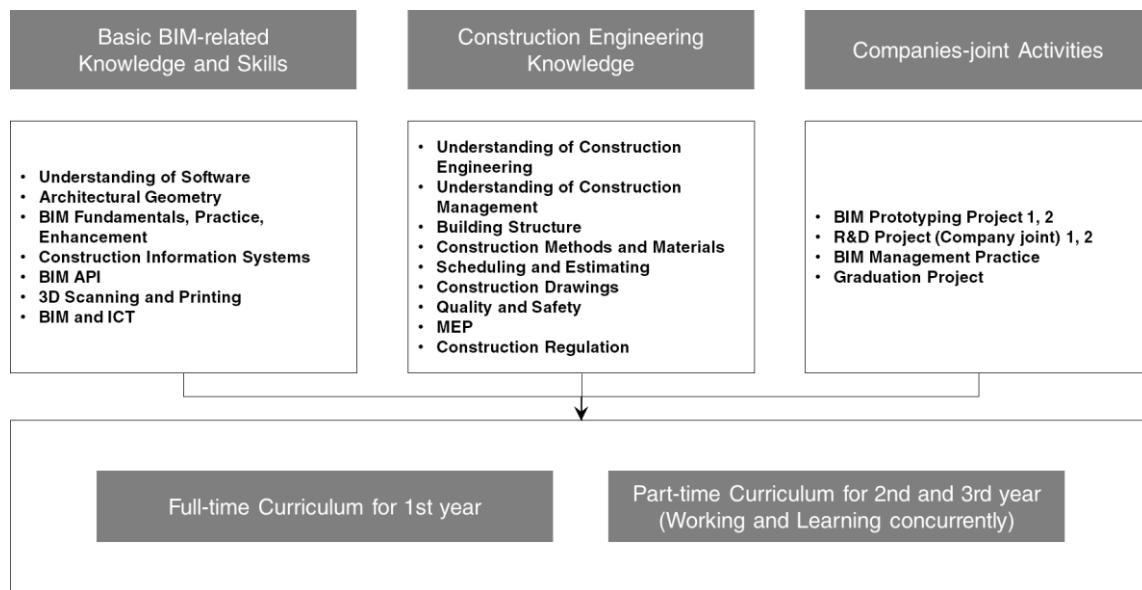 Basic BIM-related
Knowledge and Skills
Construction Engineering
Knowledge
Companies-joint Activities
• Understanding of Software
• Architectural Geometry
• BIM Fundamentals, Practice,
Enhancement
• Construction Information Systems
• BIM API
• 3D Scanning and Printing
• BIM and ICT
• Understanding of Construction
Engineering
• Understanding of Construction
Management
• Building Structure
• Construction Methods and Materials
• Scheduling and Estimating
• Construction Drawings
• Quality and Safety
• MEP
• Construction Regulation
• BIM Prototyping Project 1, 2
• R&D Project (Company joint) 1, 2
• BIM Management Practice
• Graduation Project
Full-time Curriculum for 1st year
Part-time Curriculum for 2nd and 3rd year
(Working and Learning concurrently)